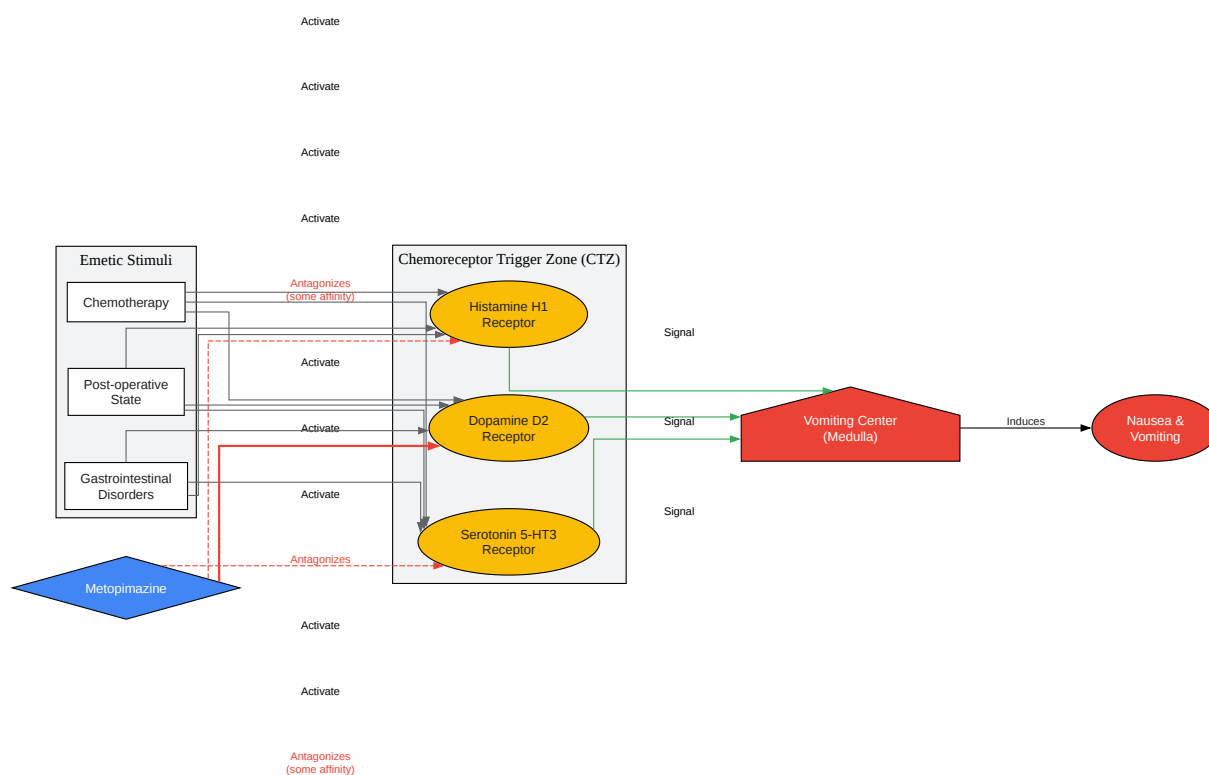 Activate
Activate
Activate
Activate
Emetic Stimuli
Chemoreceptor Trigger Zone (CTZ)
Chemotherapy
Antagonizes
(some affinity)
Histamine H1
Receptor
Signal
Activate
Post-operative
State
Activate
Dopamine D2
Receptor
Signal
Vomiting Center
(Medulla)
Induces
Nausea &
Vomiting
Gastrointestinal
Disorders
Activate
Signal
Serotonin 5-HT3
Receptor
Antagonizes
Metopimazine
Activate
Activate
Antagonizes
(some affinity)